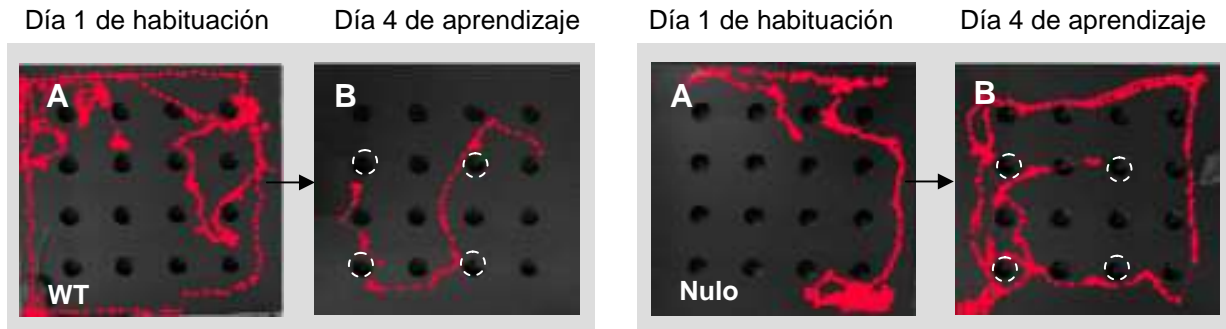 Día 1 de habituación
Día 4 de aprendizaje
Día 1 de habituación
Día 4 de aprendizaje
A
B
A
B
WT
Nulo